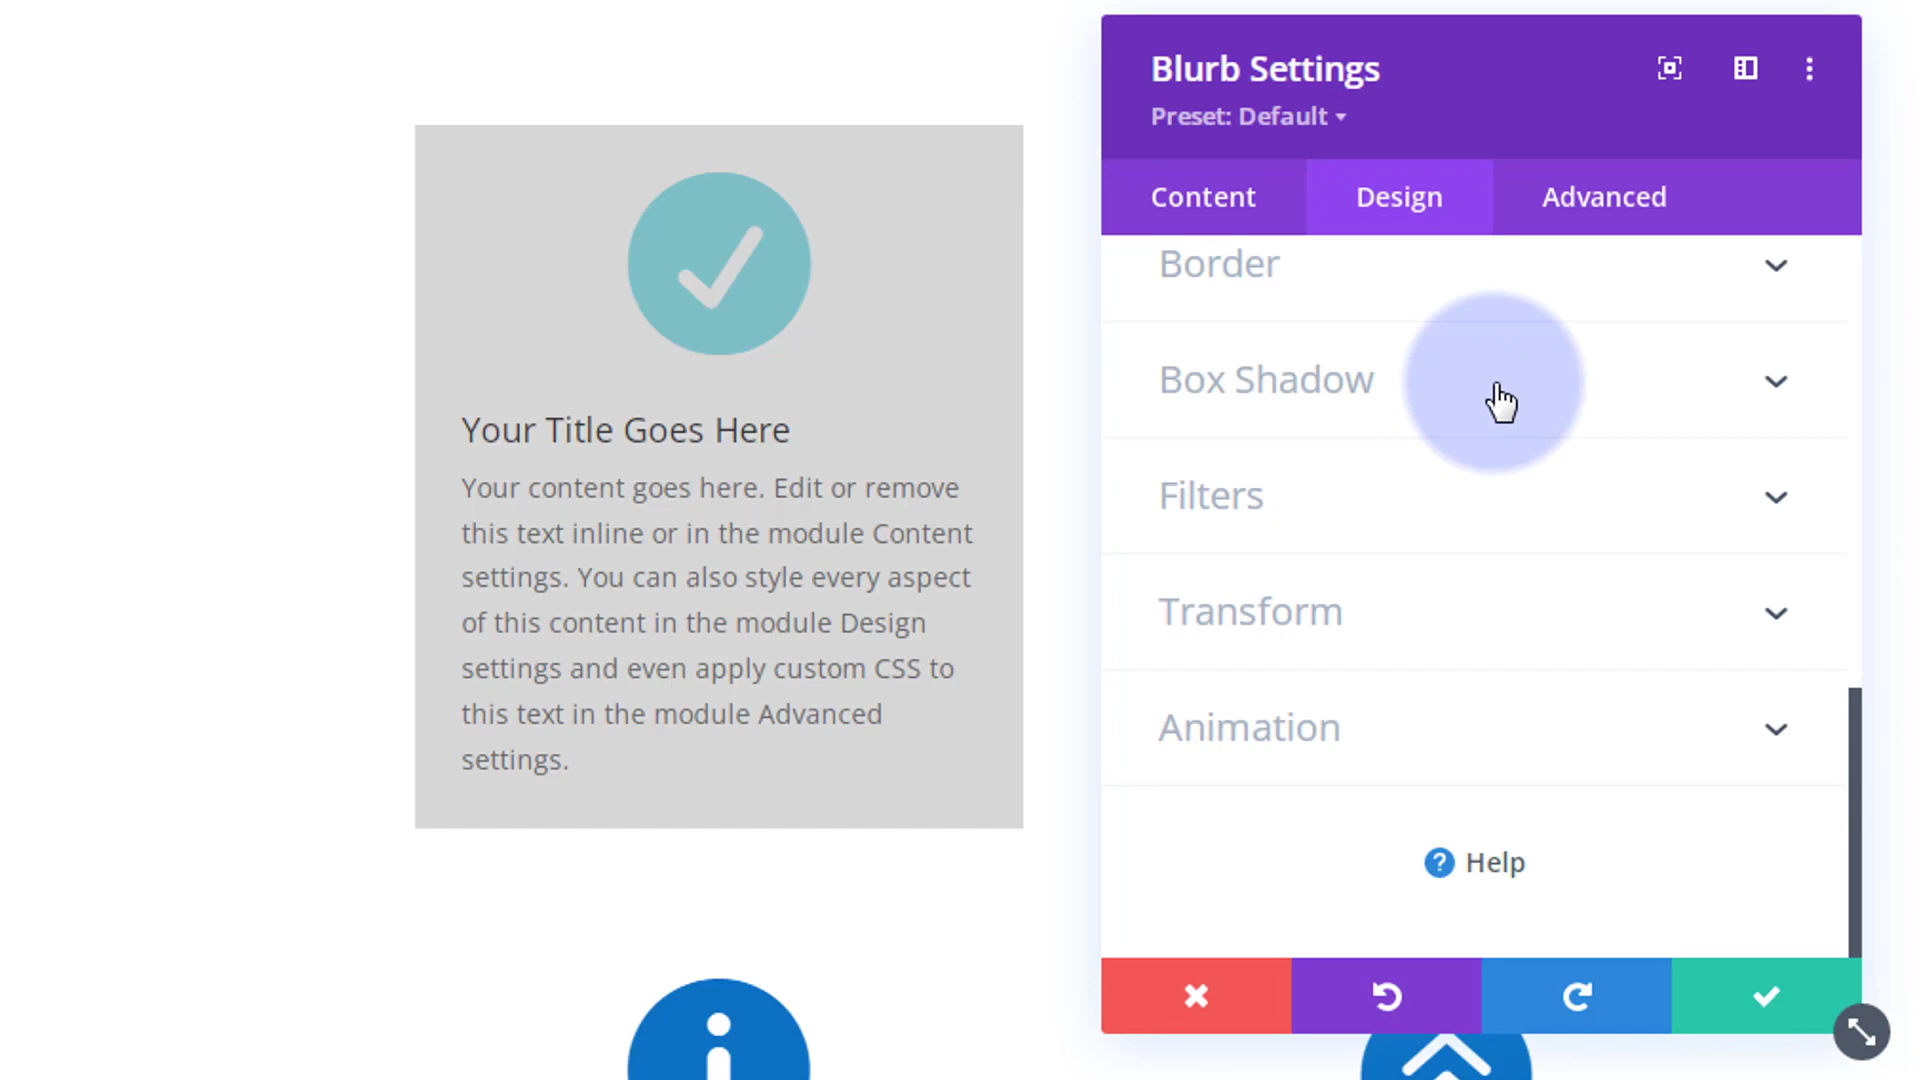 Blurb Settings
Preset: Default
Content
Design
Advanced
Border
Box Shadow
Filters
Transform
Animation
Help
Your Title Goes Here
Your content goes here. Edit or remove
this text inline or in the module Content
settings. You can also style every aspect
of this content in the module Design
settings and even apply custom CSS to
this text in the module Advanced
settings.